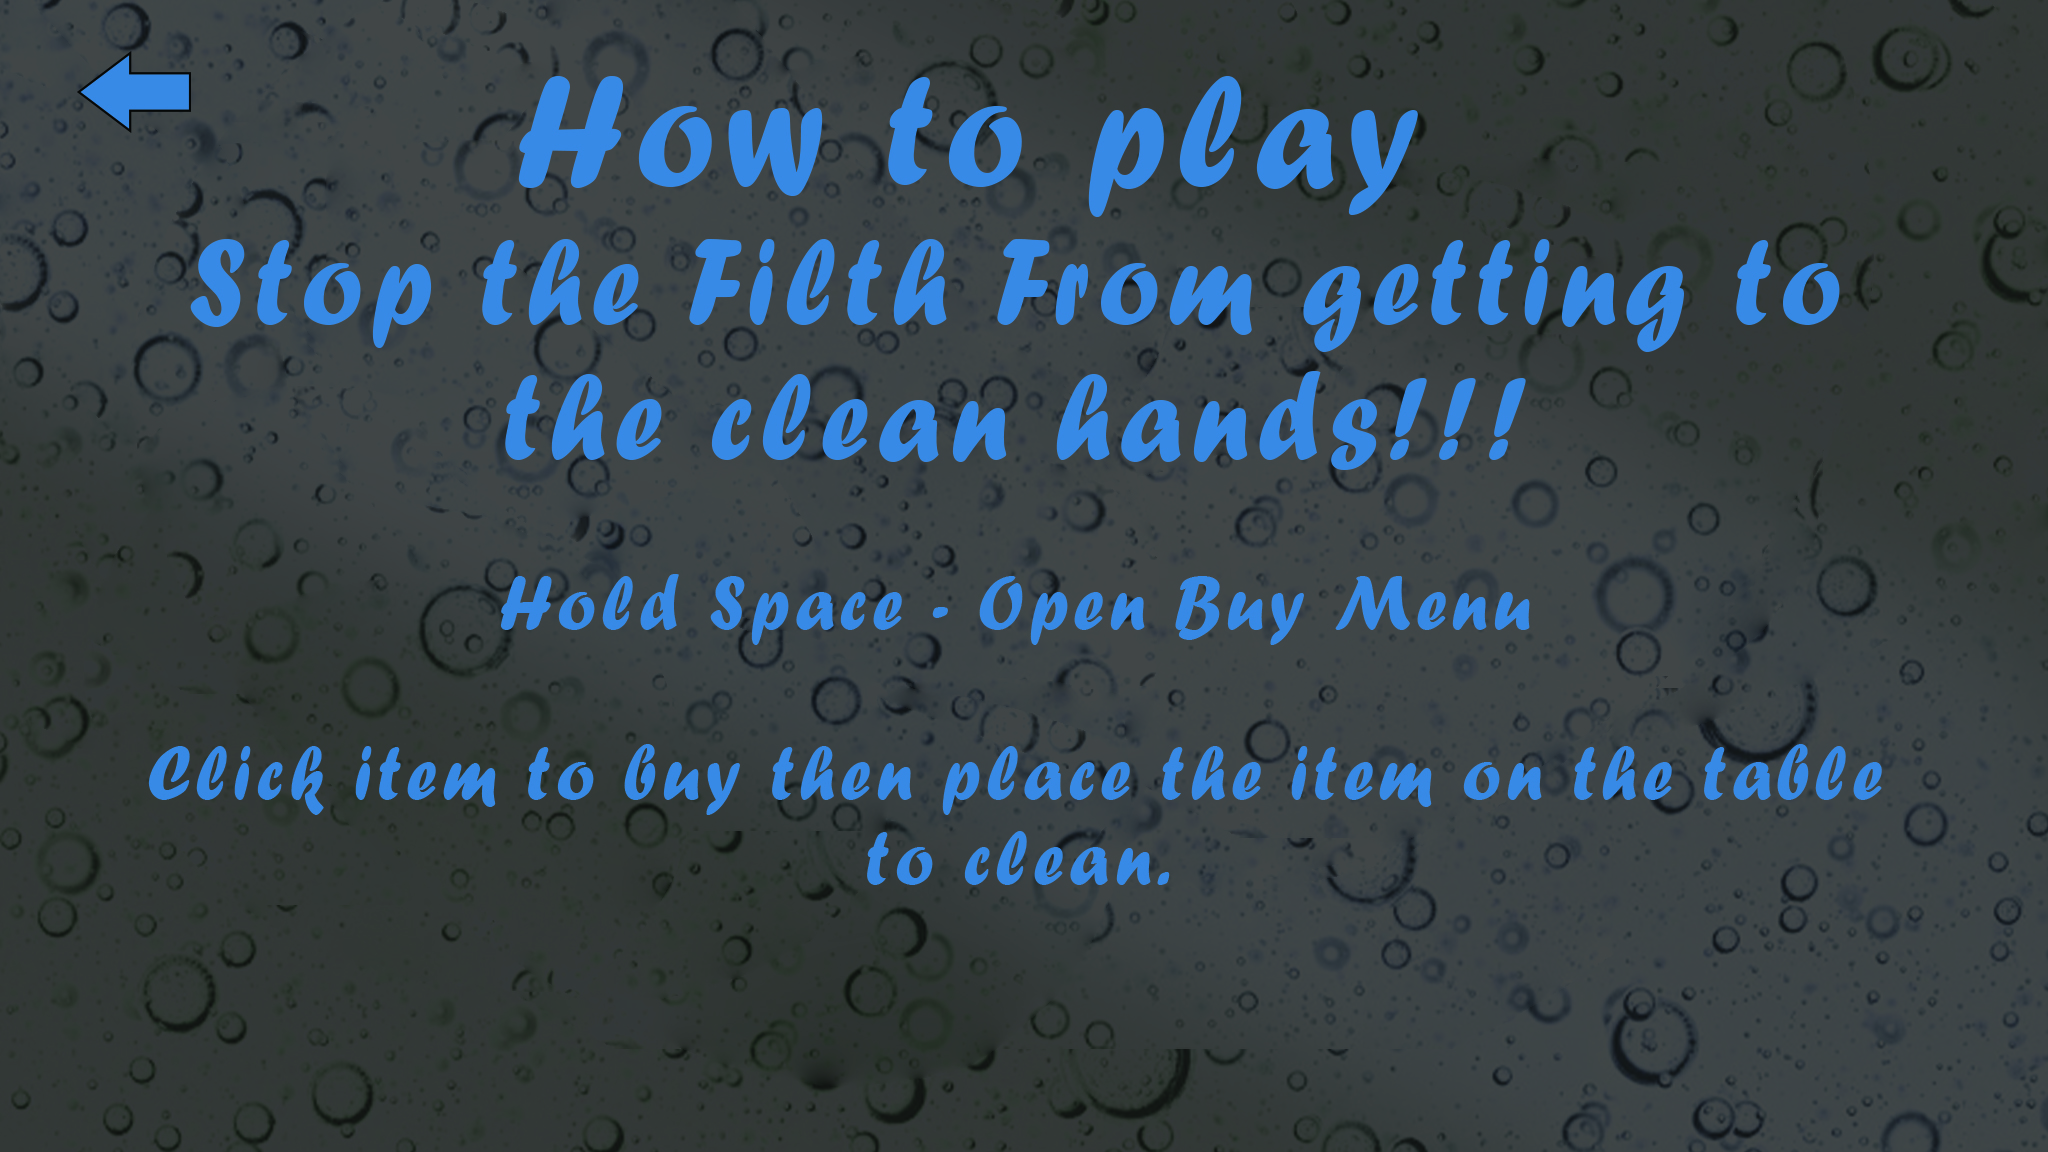 How to play
Stop the Filth From getting to
the clean hands!!!
Hold Space - Open Buy Menu
Click item to buy then place the item on the table
to clean.